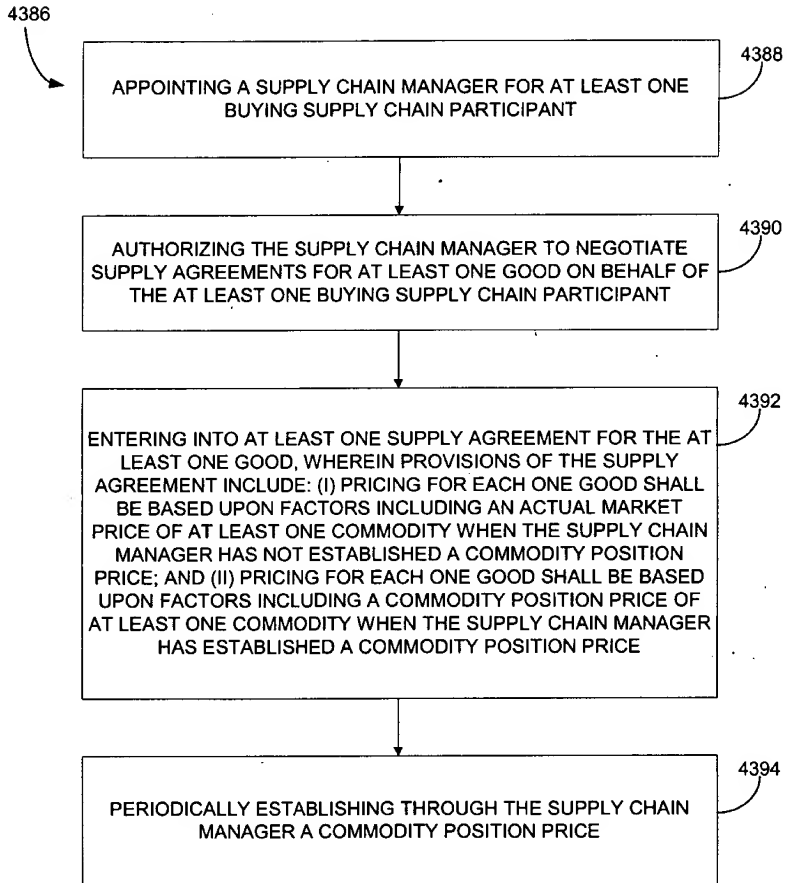 4386
4388
APPOINTING A SUPPLY CHAIN MANAGER FOR AT LEAST ONE
BUYING SUPPLY CHAIN PARTICIPANT
4390
AUTHORIZING THE SUPPLY CHAIN MANAGER TO NEGOTIATE
SUPPLY AGREEMENTS FOR AT LEAST ONE GOOD ON BEHALF OF
THE AT LEAST ONE BUYING SUPPLY CHAIN PARTICIPANT
4392
ENTERING INTO AT LEAST ONE SUPPLY AGREEMENT FOR THE AT
LEAST ONE GOOD, WHEREIN PROVISIONS OF THE SUPPLY
AGREEMENT INCLUDE: (I) PRICING FOR EACH ONE GOOD SHALL
BE BASED UPON FACTORS INCLUDING AN ACTUAL MARKET
PRICE OF AT LEAST ONE COMMODITY WHEN THE SUPPLY CHAIN
MANAGER HAS NOT ESTABLISHED A COMMODITY POSITION
PRICE; AND (II) PRICING FOR EACH ONE GOOD SHALL BE BASED
UPON FACTORS INCLUDING A COMMODITY POSITION PRICE OF
AT LEAST ONE COMMODITY WHEN THE SUPPLY CHAIN MANAGER
HAS ESTABLISHED A COMMODITY POSITION PRICE
4394
PERIODICALLY ESTABLISHING THROUGH THE SUPPLY CHAIN
MANAGER A COMMODITY POSITION PRICE